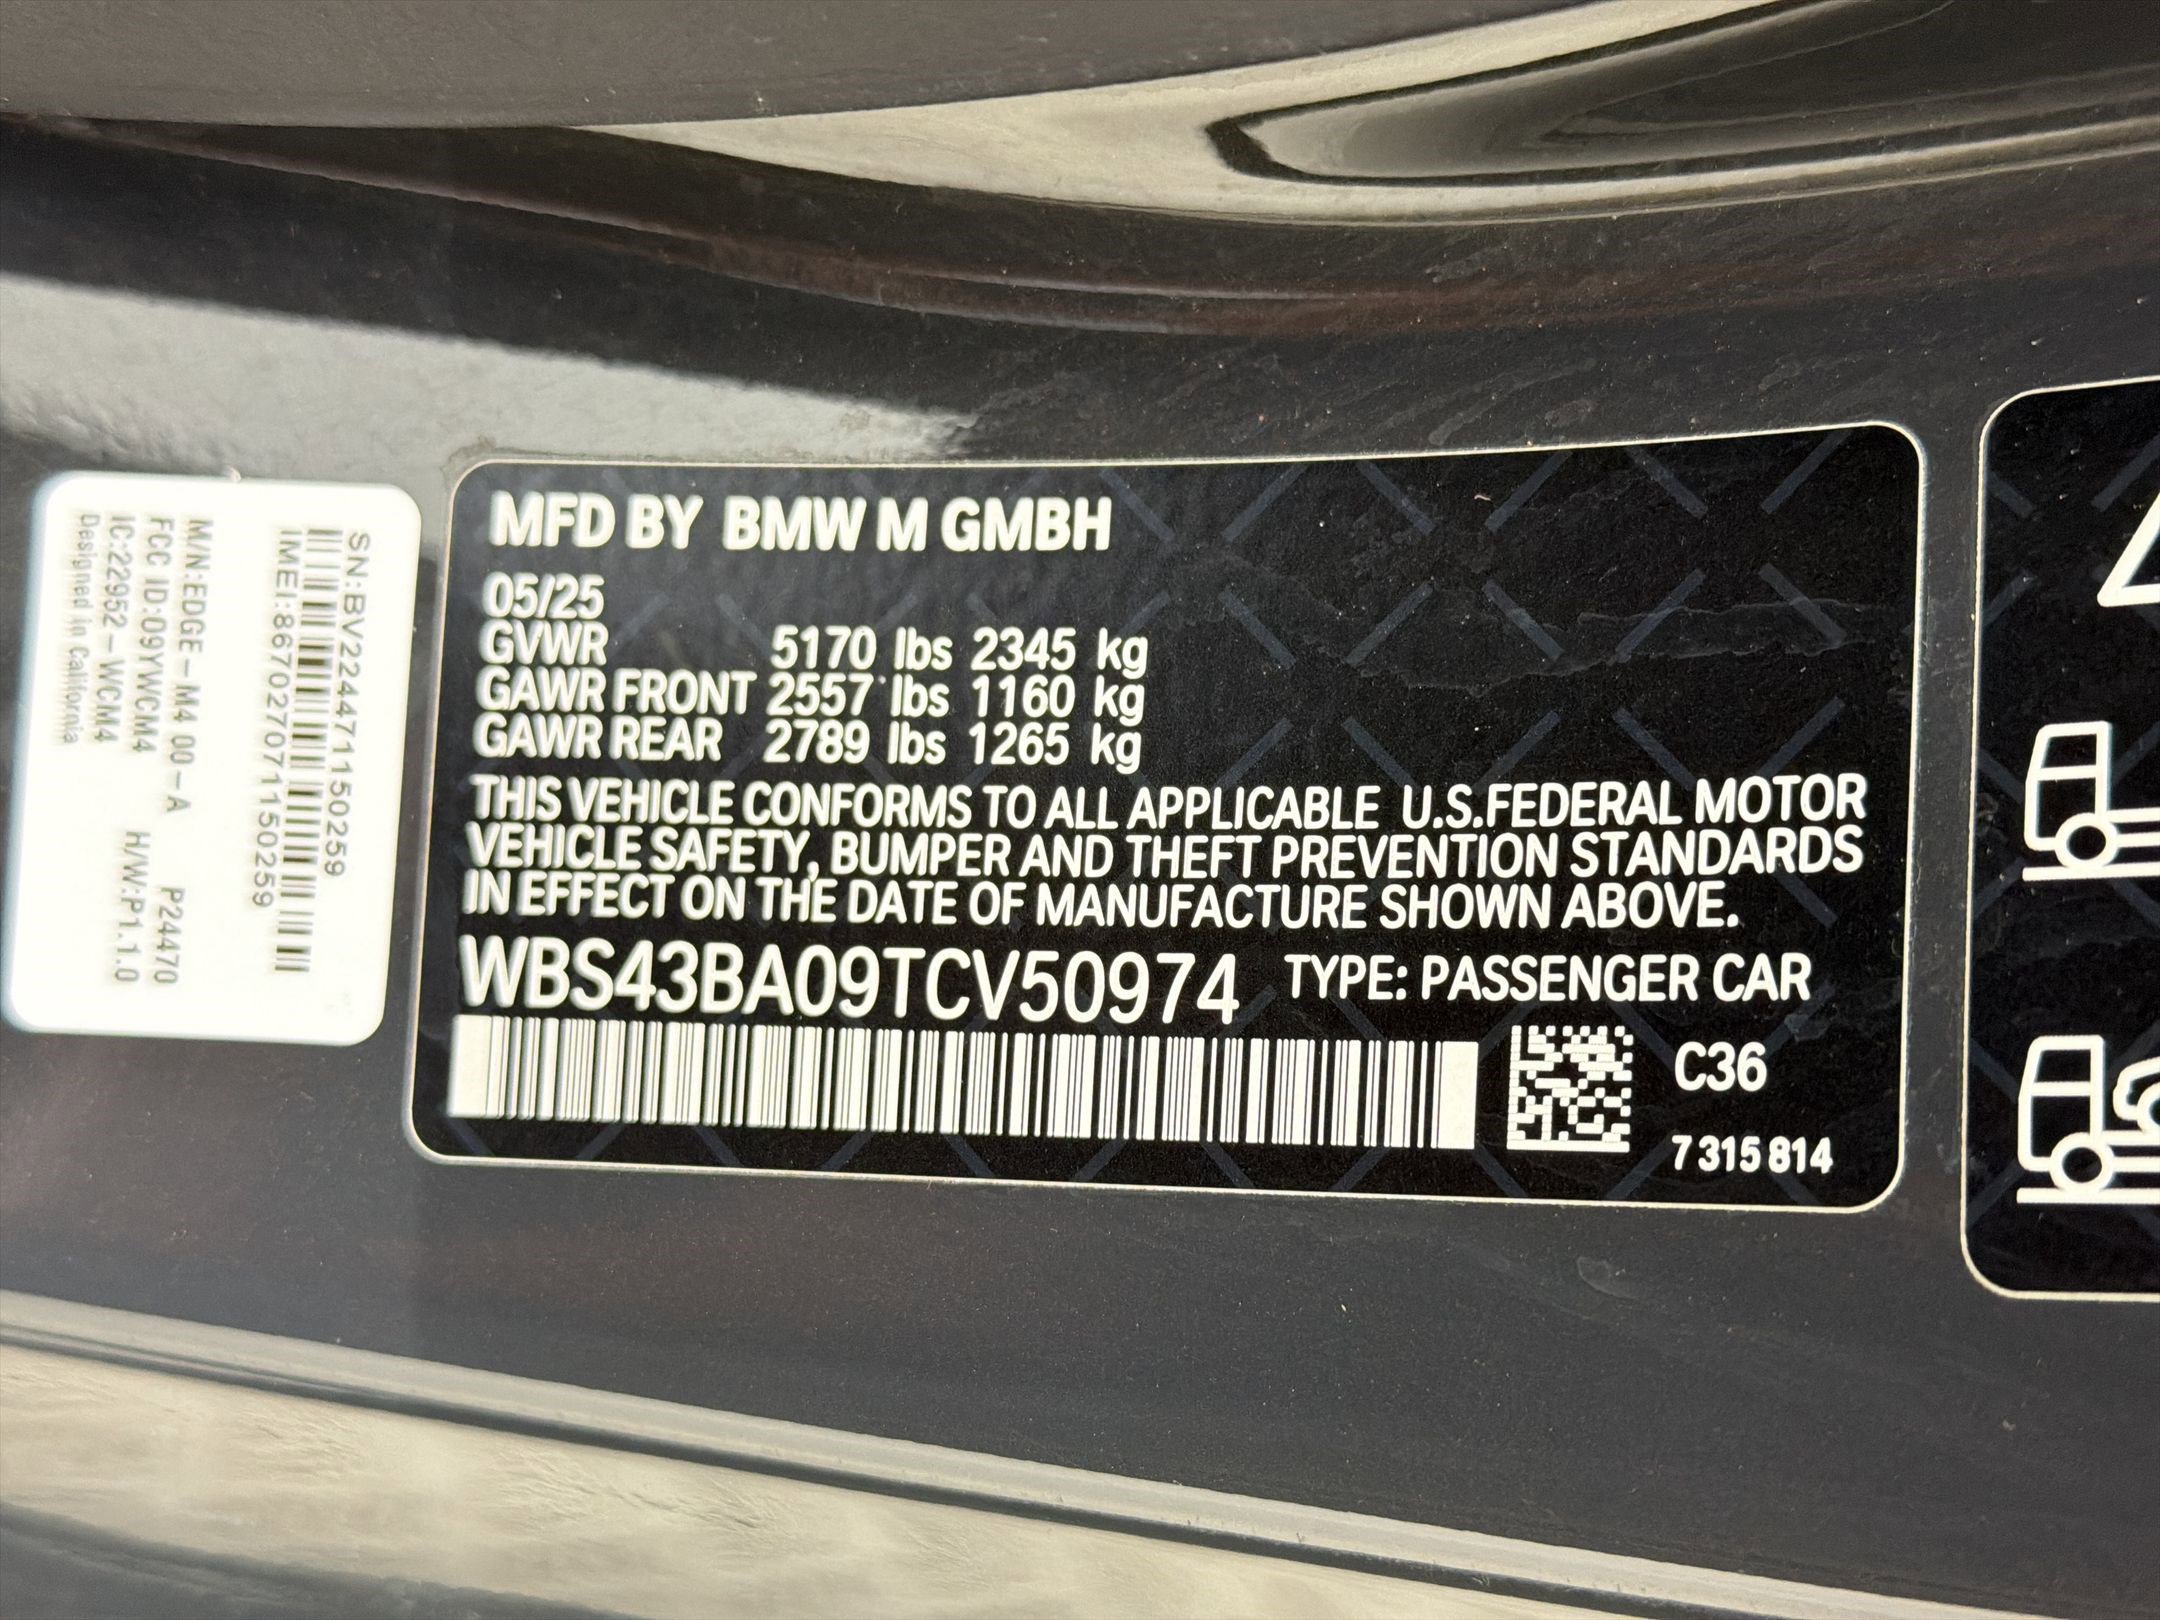 SN:BV2244711502​59
IMEI:867027071150259
M/N:EDGE-M4 00-A P24470
FCC ID:09YWCM4 H/W:P1.1.0
IC:22952-WCM4
Designed in California
MFD BY BMW M GMBH
05/25
GVWR 5170 lbs 2345 kg
GAWR FRONT 2557 lbs 1160 kg
GAWR REAR 2789 lbs 1265 kg
THIS VEHICLE CONFORMS TO ALL APPLICABLE U.S.FEDERAL MOTOR
VEHICLE SAFETY, BUMPER AND THEFT PREVENTION STANDARDS
IN EFFECT ON THE DATE OF MANUFACTURE SHOWN ABOVE.
WBS43BA09TCV50974 TYPE: PASSENGER CAR
C36
7 315 814